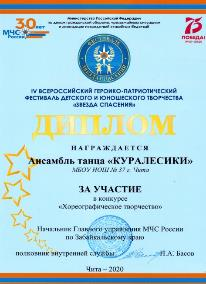 30 ЛЕТ
МЧС
России
Министерство Российской Федерации
по делам гражданской обороны, чрезвычайным ситуациям
и ликвидации последствий стихийных бедствий
75
ПОБЕДА!
1945-2020
ФЕСТИВАЛЬ
ЗВЕЗДА СПАСЕНИЯ
IV ВСЕРОССИЙСКИЙ ГЕРОИКО-ПАТРИОТИЧЕСКИЙ
ФЕСТИВАЛЬ ДЕТСКОГО И ЮНОШЕСКОГО ТВОРЧЕСТВА
«ЗВЕЗДА СПАСЕНИЯ»
ДИПЛОМ
НАГРАЖДАЕТСЯ
Ансамбль танца «КУРАЛЕСИКИ»
МБОУ НОШ № 37 г. Чита
ЗА УЧАСТИЕ
в конкурсе
«Хореографическое творчество»
Начальник Главного управления МЧС России
по Забайкальскому краю
полковник внутренней службы
П.А. Басов
Чита – 2020